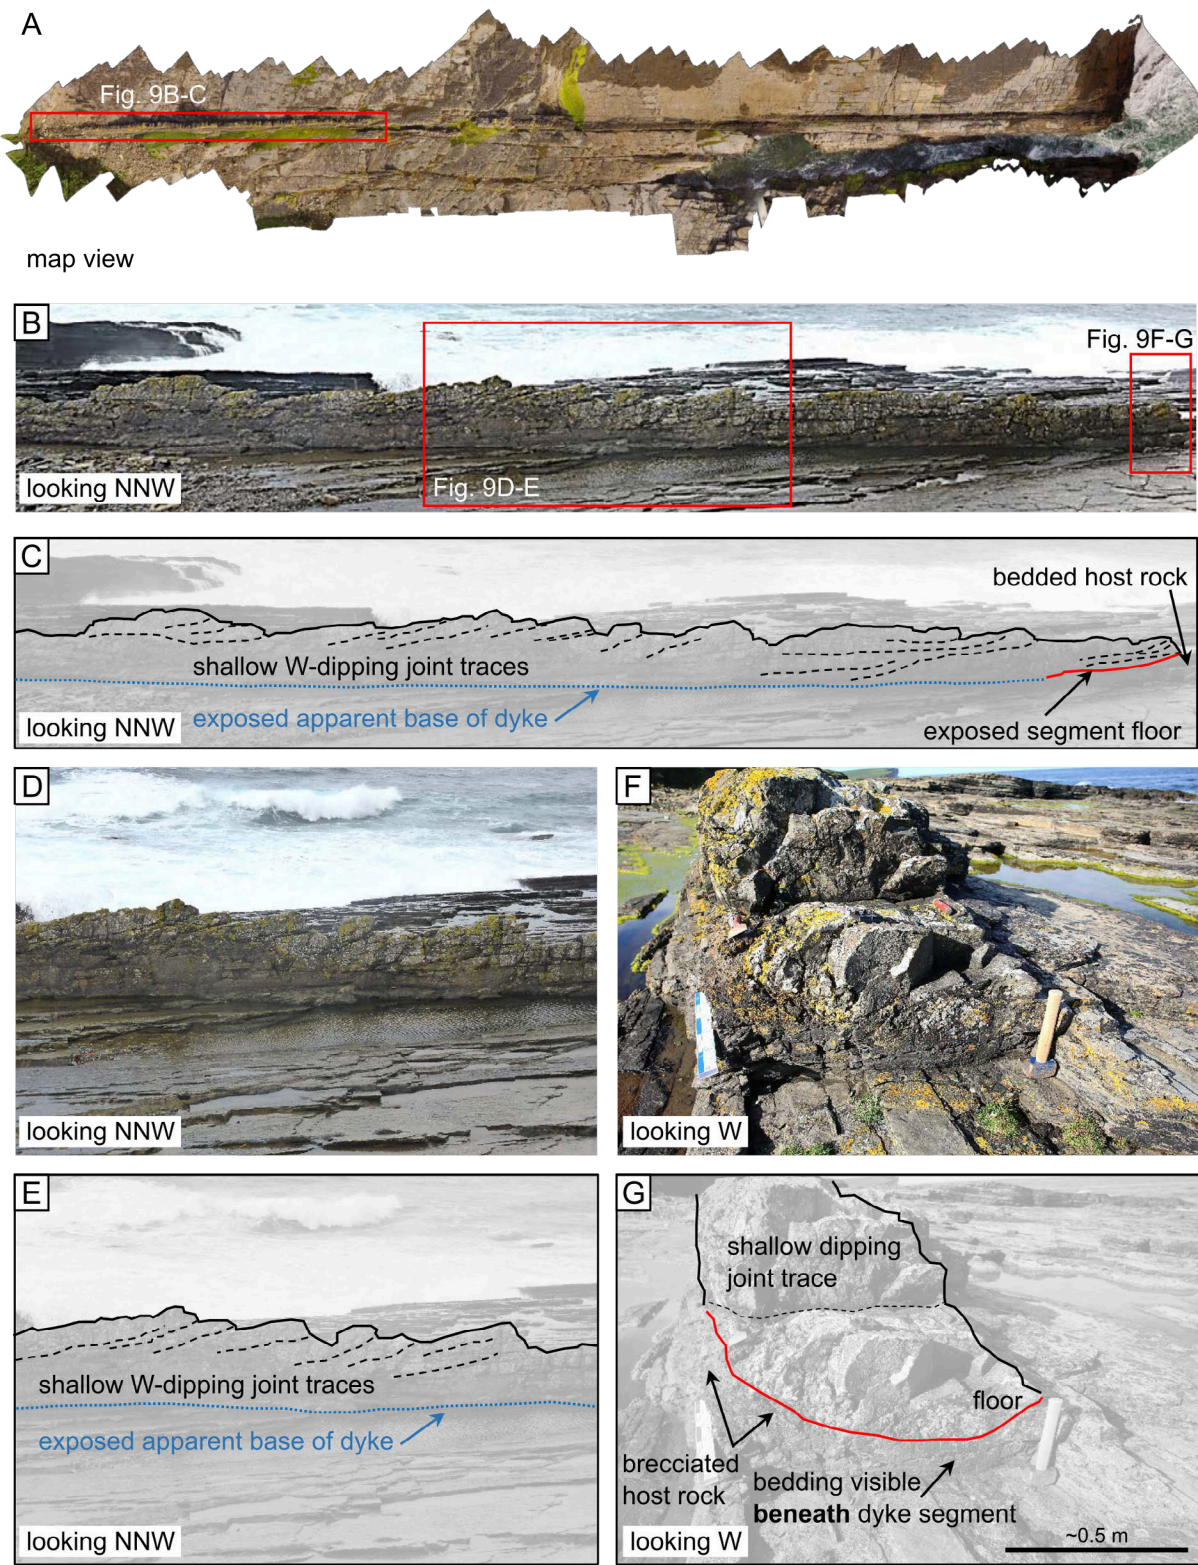 A
Fig. 9B-C
map view
B
Fig. 9F-G
Fig. 9D-E
looking NNW
C
bedded host rock
shallow W-dipping joint traces
exposed apparent base of dyke
exposed segment floor
looking NNW
D
looking NNW
F
looking W
E
shallow W-dipping joint traces
exposed apparent base of dyke
looking NNW
G
shallow dipping
joint trace
floor
brecciated
host rock
bedding visible
beneath dyke segment
looking W
~0.5 m